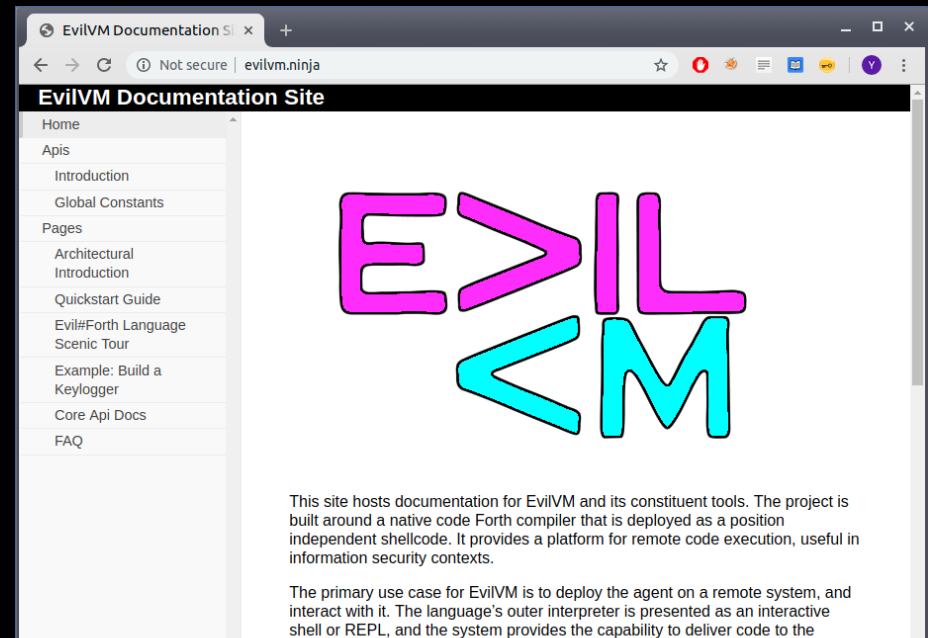 EvilVM Documentation S
Not secure | evilvm.ninja
Y
EvilVM Documentation Site
Home
Apis
Introduction
Global Constants
Pages
Architectural
Introduction
Quickstart Guide
Evil#Forth Language
Scenic Tour
Example: Build a
Keylogger
Core Api Docs
FAQ
E>IL
<M
This site hosts documentation for EvilVM and its constituent tools. The project is
built around a native code Forth compiler that is deployed as a position
independent shellcode. It provides a platform for remote code execution, useful in
information security contexts.
The primary use case for EvilVM is to deploy the agent on a remote system, and
interact with it. The language's outer interpreter is presented as an interactive
shell or REPL, and the system provides the capability to deliver code to the